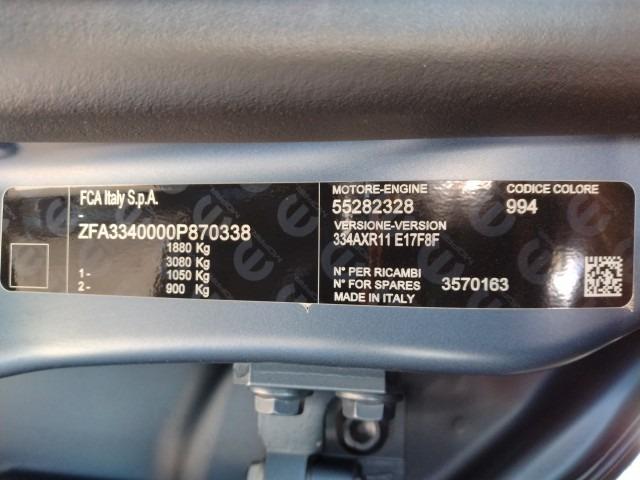 FCA Italy S.p.A.
-
ZFA3340000P870338
1880 Kg
3080 Kg
1- 1050 Kg
2- 900 Kg
MOTORE-ENGINE
55282328
VERSIONE-VERSION
334AXR11 E17F8F
N° PER RICAMBI
N° FOR SPARES 3570163
MADE IN ITALY
CODICE COLORE
994